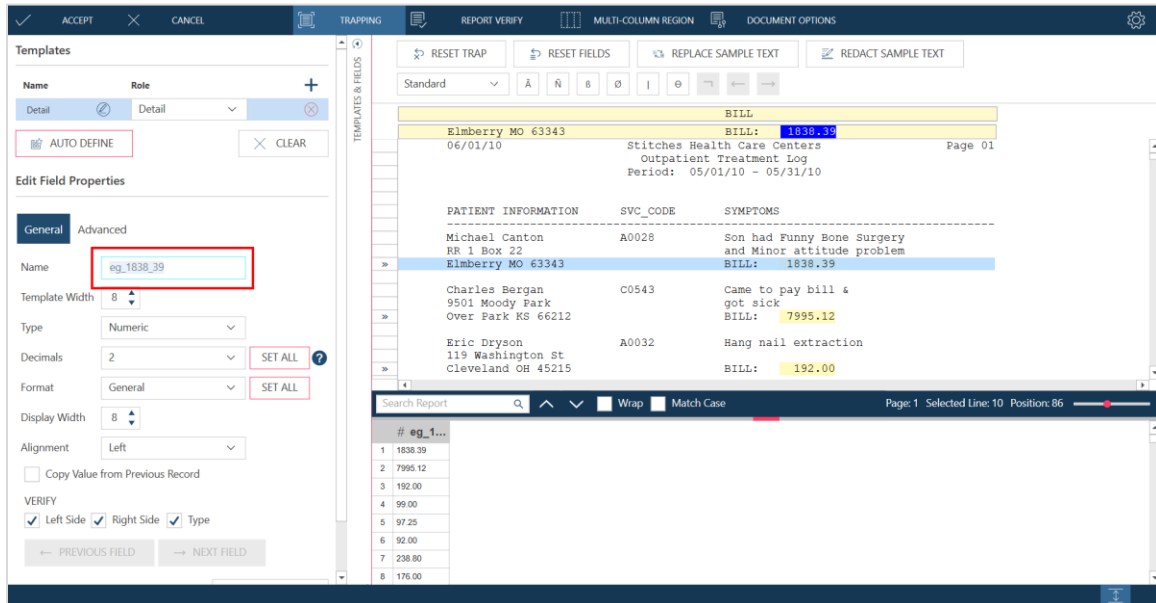 ACCEPT CANCEL TRAPPING REPORT VERIFY MULTI-COLUMN REGION DOCUMENT OPTIONS
Templates
Name Role
Detail Detail
AUTO DEFINE CLEAR
Edit Field Properties
General Advanced
Name eg_1838_39
Template Width 8
Type Numeric
Decimals 2 SET ALL ?
Format General SET ALL
Display Width 8
Alignment Left
Copy Value from Previous Record
VERIFY
Left Side Right Side Type
← PREVIOUS FIELD → NEXT FIELD
TEMPLATES & FIELDS
RESET TRAP RESET FIELDS REPLACE SAMPLE TEXT REDACT SAMPLE TEXT
Standard Ã Ñ ß Ø | ɵ ¬ ← →
BILL
Elmberry MO 63343 BILL: 1838.39
06/01/10 Stitches Health Care Centers Page 01
Outpatient Treatment Log
Period: 05/01/10 - 05/31/10
PATIENT INFORMATION SVC_CODE SYMPTOMS
Michael Canton A0028 Son had Funny Bone Surgery
RR 1 Box 22 and Minor attitude problem
» Elmberry MO 63343 BILL: 1838.39
Charles Bergan C0543 Came to pay bill &
9501 Moody Park got sick
» Over Park KS 66212 BILL: 7995.12
Eric Dryson A0032 Hang nail extraction
119 Washington St
» Cleveland OH 45215 BILL: 192.00
Search Report Wrap Match Case Page: 1 Selected Line: 10 Position: 86
# eg_1...
1 1838.39
2 7995.12
3 192.00
4 99.00
5 97.25
6 92.00
7 238.80
8 176.00